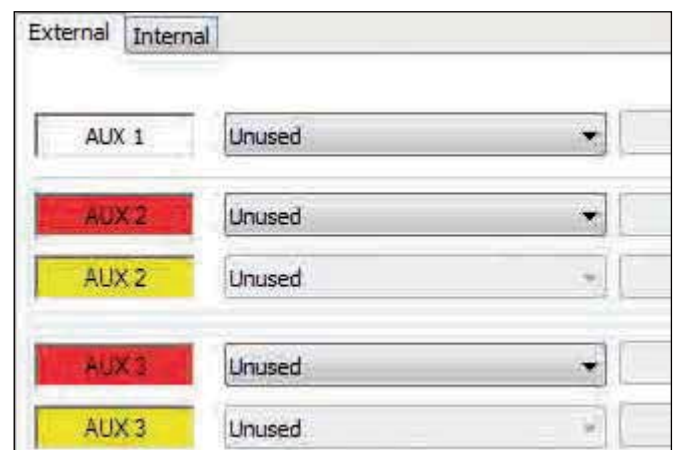 External Internal
AUX 1 Unused
AUX 2 Unused
AUX 2 Unused
AUX 3 Unused
AUX 3 Unused